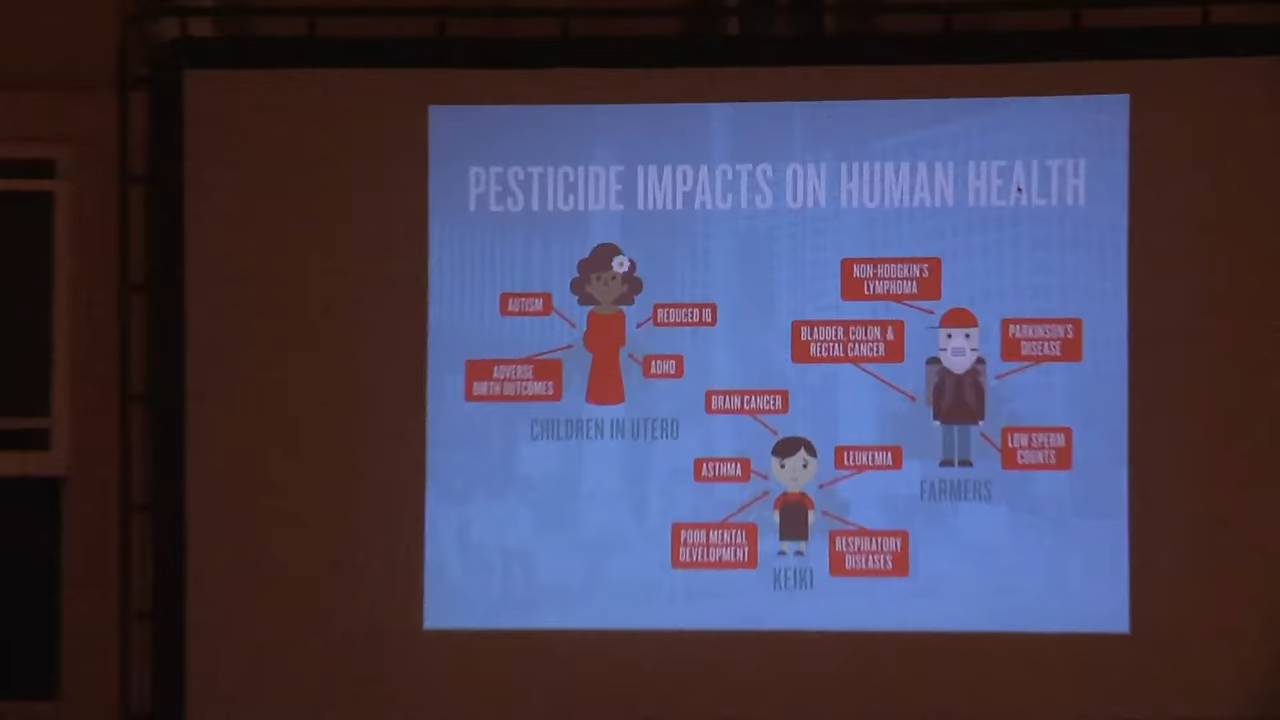 PESTICIDE IMPACTS ON HUMAN HEALTH
AUTISM
REDUCED IQ
ADVERSE
BIRTH OUTCOMES
ADHD
CHILDREN IN UTERO
NON-HODGKIN'S
LYMPHOMA
BLADDER, COLON, &
RECTAL CANCER
PARKINSON'S
DISEASE
LOW SPERM
COUNTS
FARMERS
BRAIN CANCER
ASTHMA
LEUKEMIA
POOR MENTAL
DEVELOPMENT
RESPIRATORY
DISEASES
KEIKI